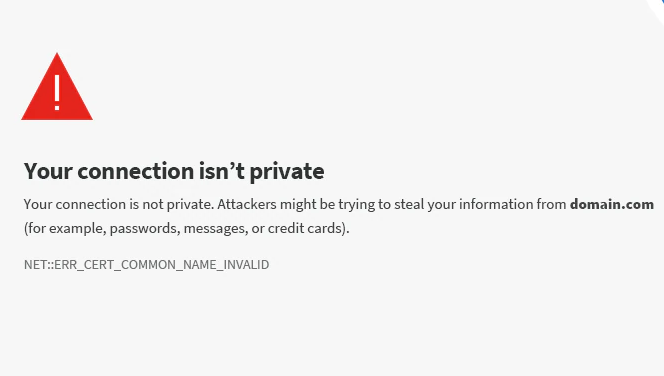 !
Your connection isn’t private
Your connection is not private. Attackers might be trying to steal your information from domain.com
(for example, passwords, messages, or credit cards).
NET::ERR_CERT_COMMON_NAME_INVALID